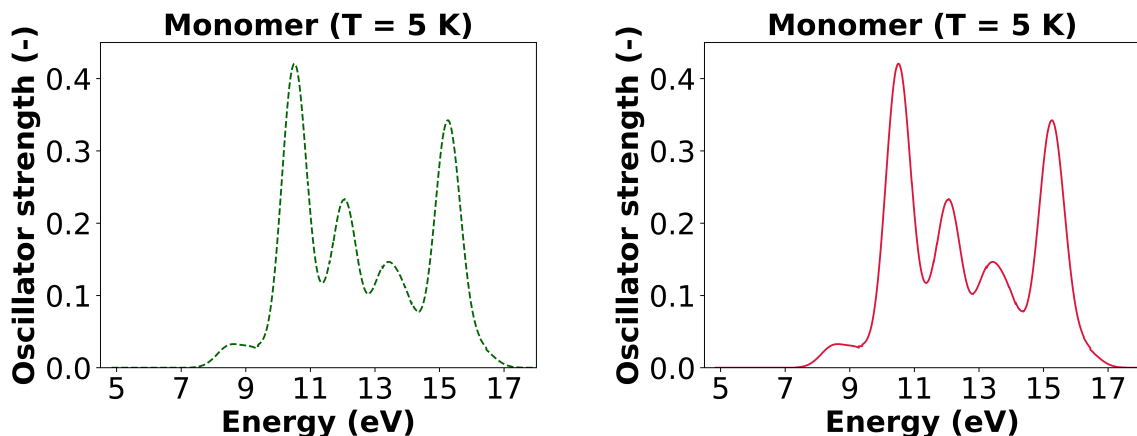 Monomer (T = 5 K)
Oscillator strength (-)
0.4
0.3
0.2
0.1
0.0
5 7 9 11 13 15 17
Energy (eV)
Monomer (T = 5 K)
Oscillator strength (-)
0.4
0.3
0.2
0.1
0.0
5 7 9 11 13 15 17
Energy (eV)